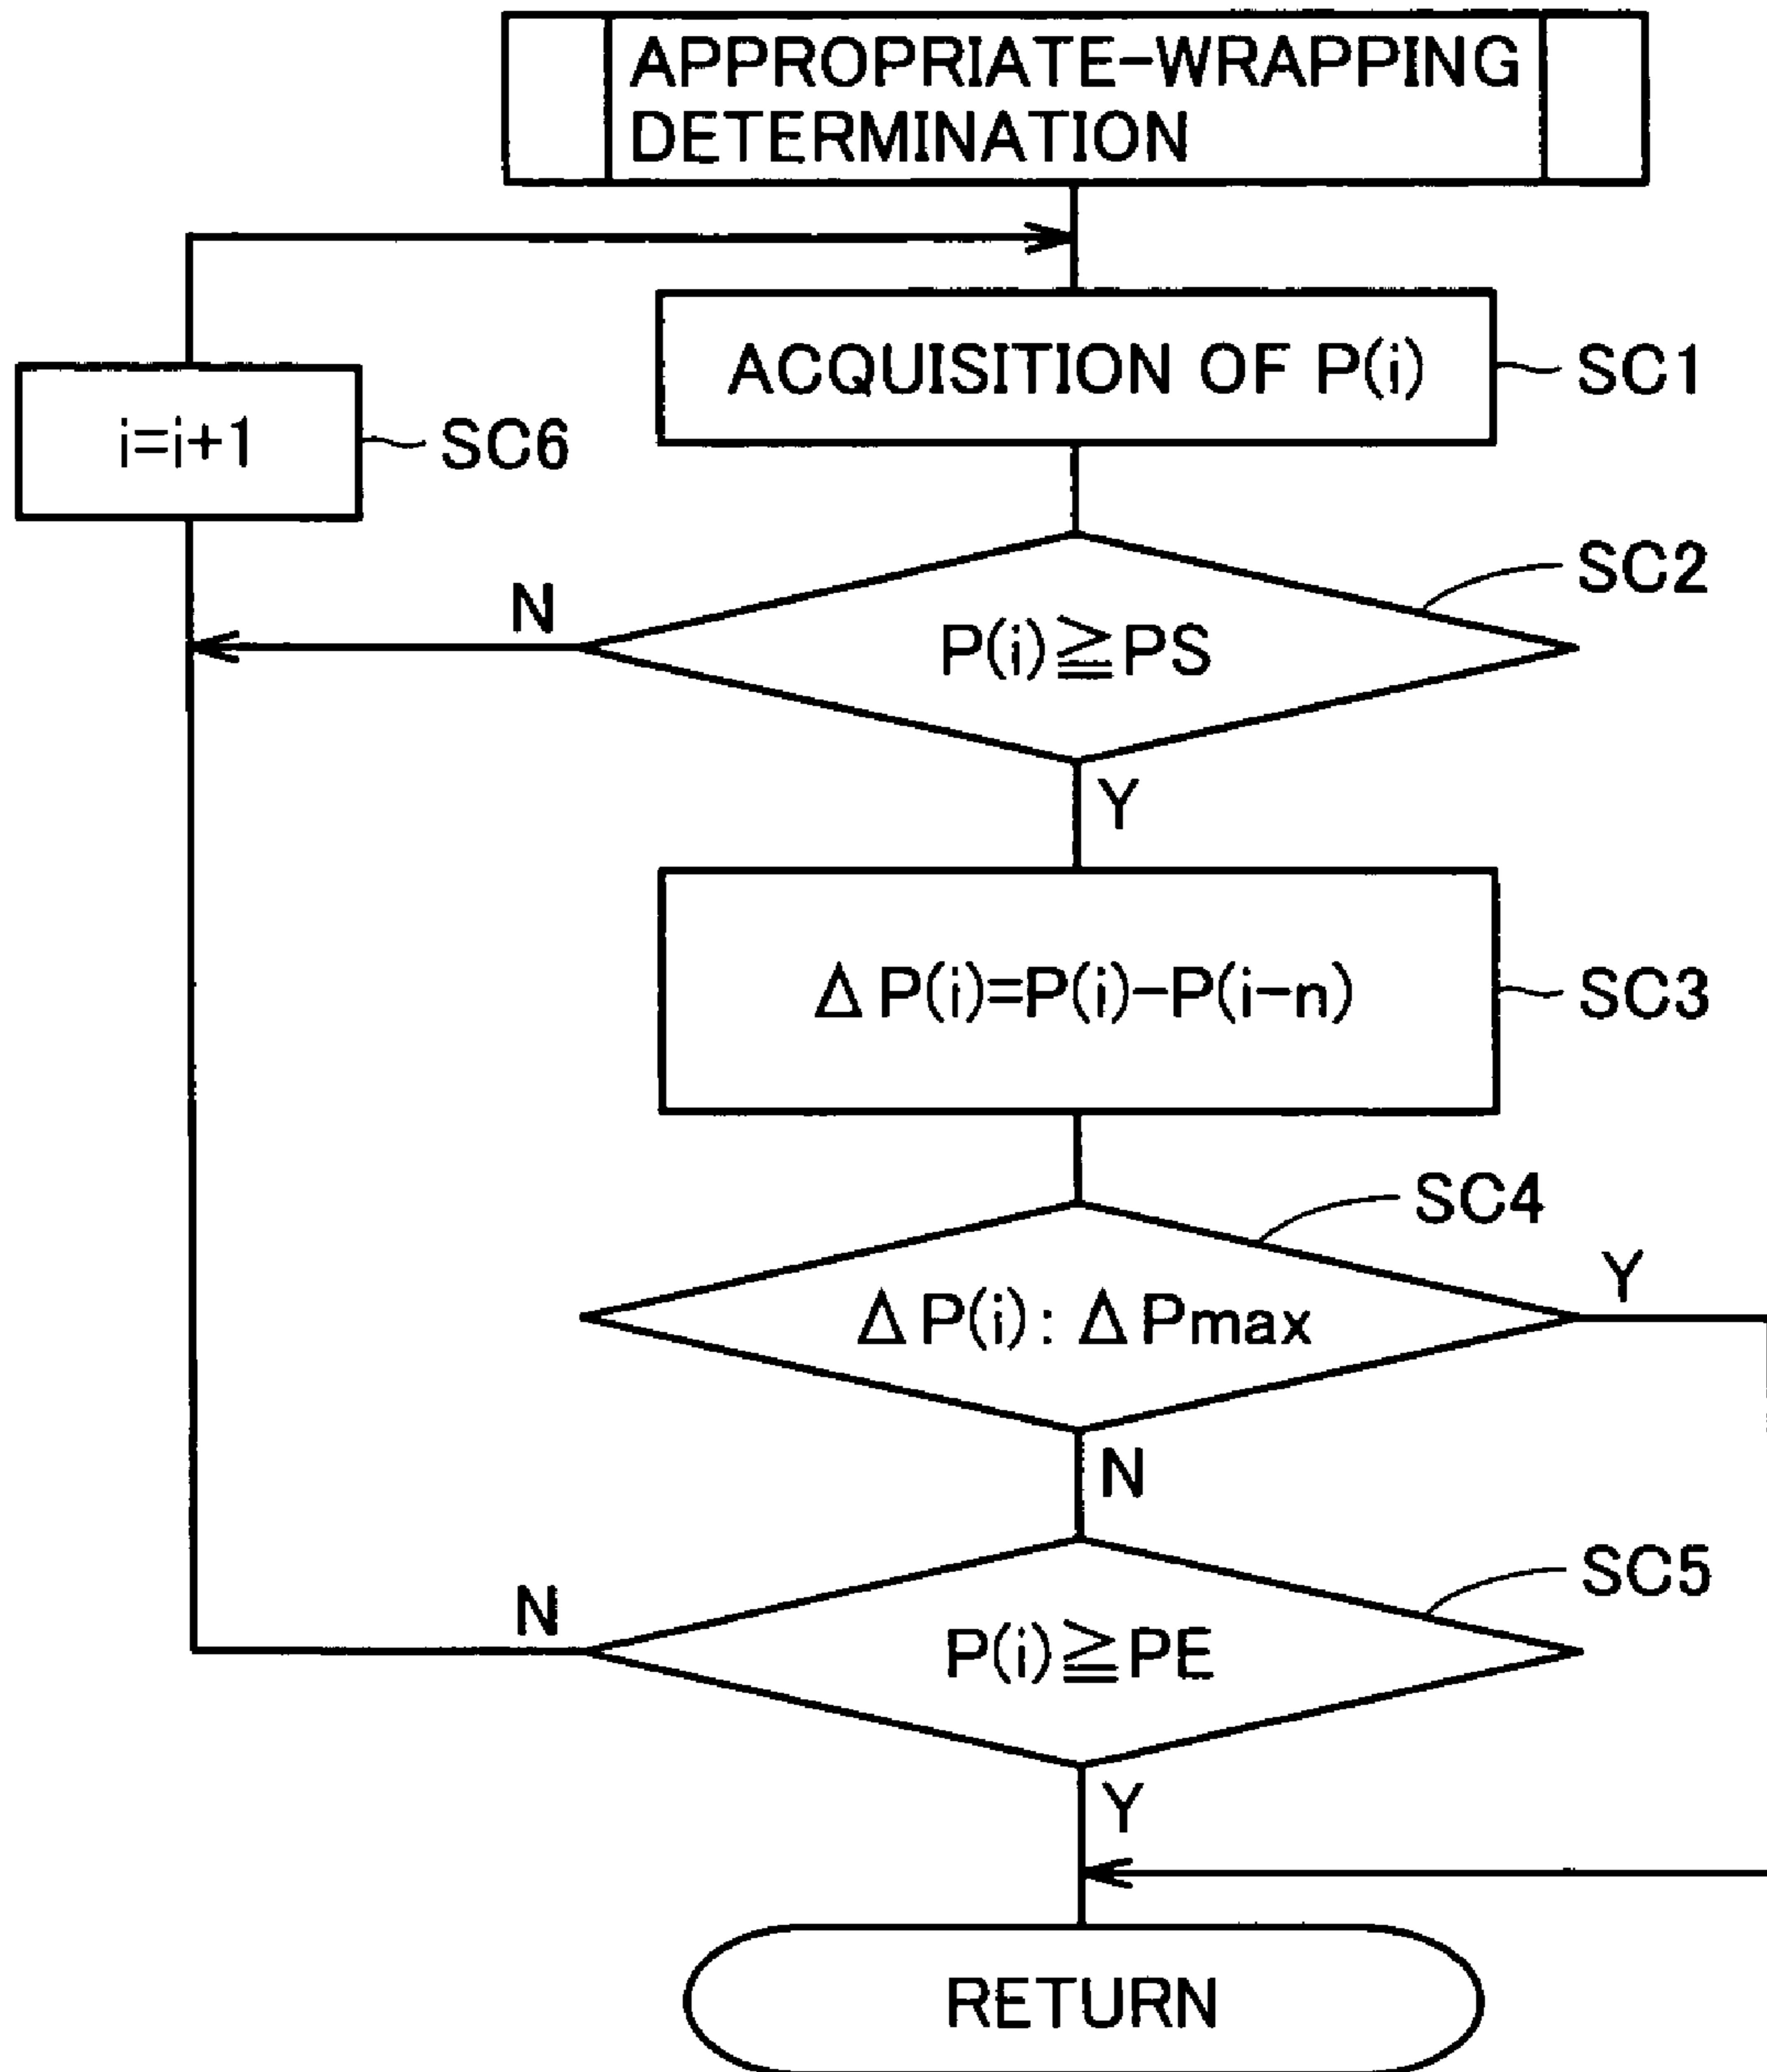 APPROPRIATE-WRAPPING
DETERMINATION
ACQUISITION OF P(i)
SC1
i=i+1
SC6
SC2
N
P(i)≧PS
Y
ΔP(i)=P(i)-P(i-n)
SC3
SC4
Y
ΔP(i):ΔPmax
N
SC5
N
P(i)≧PE
Y
RETURN